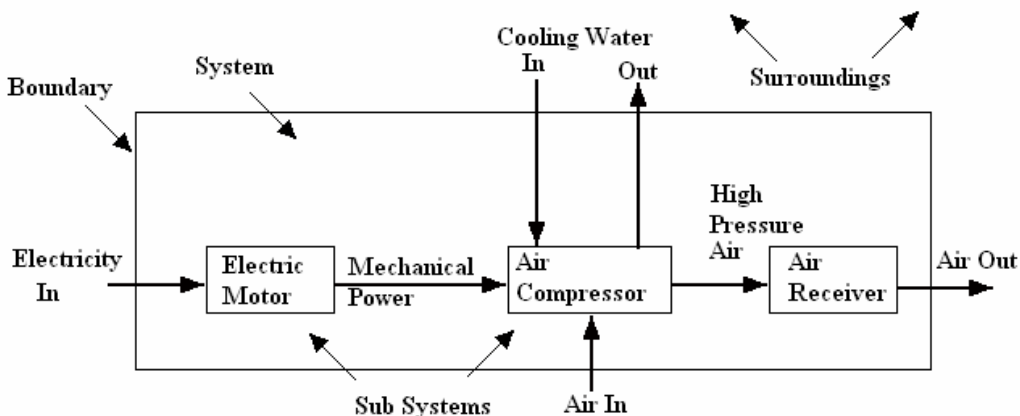 Cooling Water
In
Out
Surroundings
System
Boundary
High
Pressure
Air
Electricity
In
Electric
Motor
Mechanical
Power
Air
Compressor
Air
Receiver
Air Out
Sub Systems
Air In